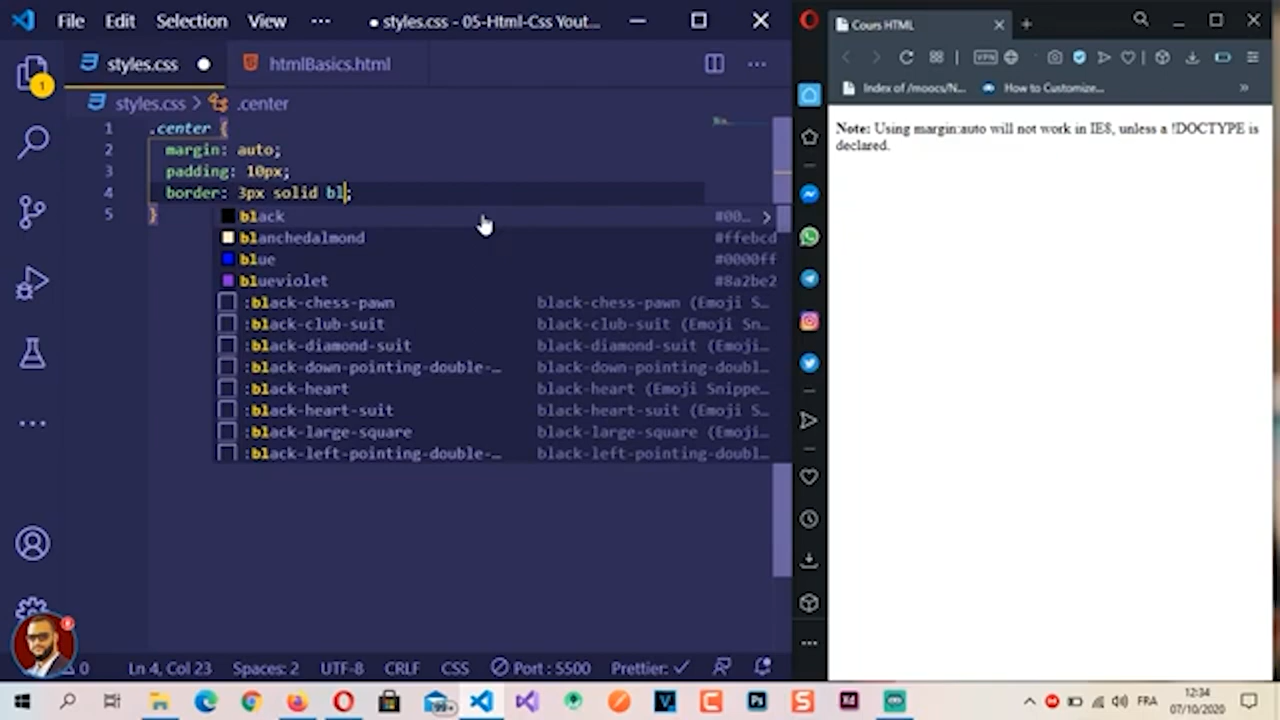 File Edit Selection View ··· ● styles.css - 05-Html-Css Yout...
styles.css ● htmlBasics.html
styles.css > .center
1 .center {
2 margin: auto;
3 padding: 10px;
4 border: 3px solid bl;
5 }
black #00...
blanchedalmond #ffebcd
blue #0000ff
blueviolet #8a2be2
:black-chess-pawn black-chess-pawn (Emoji S…
:black-club-suit black-club-suit (Emoji Sn…
:black-diamond-suit black-diamond-suit (Emoji…
:black-down-pointing-double-… black-down-pointing-doubl…
:black-heart black-heart (Emoji Snippe…
:black-heart-suit black-heart-suit (Emoji S…
:black-large-square black-large-square (Emoji…
:black-left-pointing-double-… black-left-pointing-doubl…
1
0 Ln 4, Col 23 Spaces: 2 UTF-8 CRLF CSS Port : 5500 Prettier: ✓
Cours HTML
VPN
Index of /moocs/N... How to Customize...
Note: Using margin:auto will not work in IE8, unless a !DOCTYPE is
declared.
99+ Ps S Xd FRA 12:34
07/10/2020